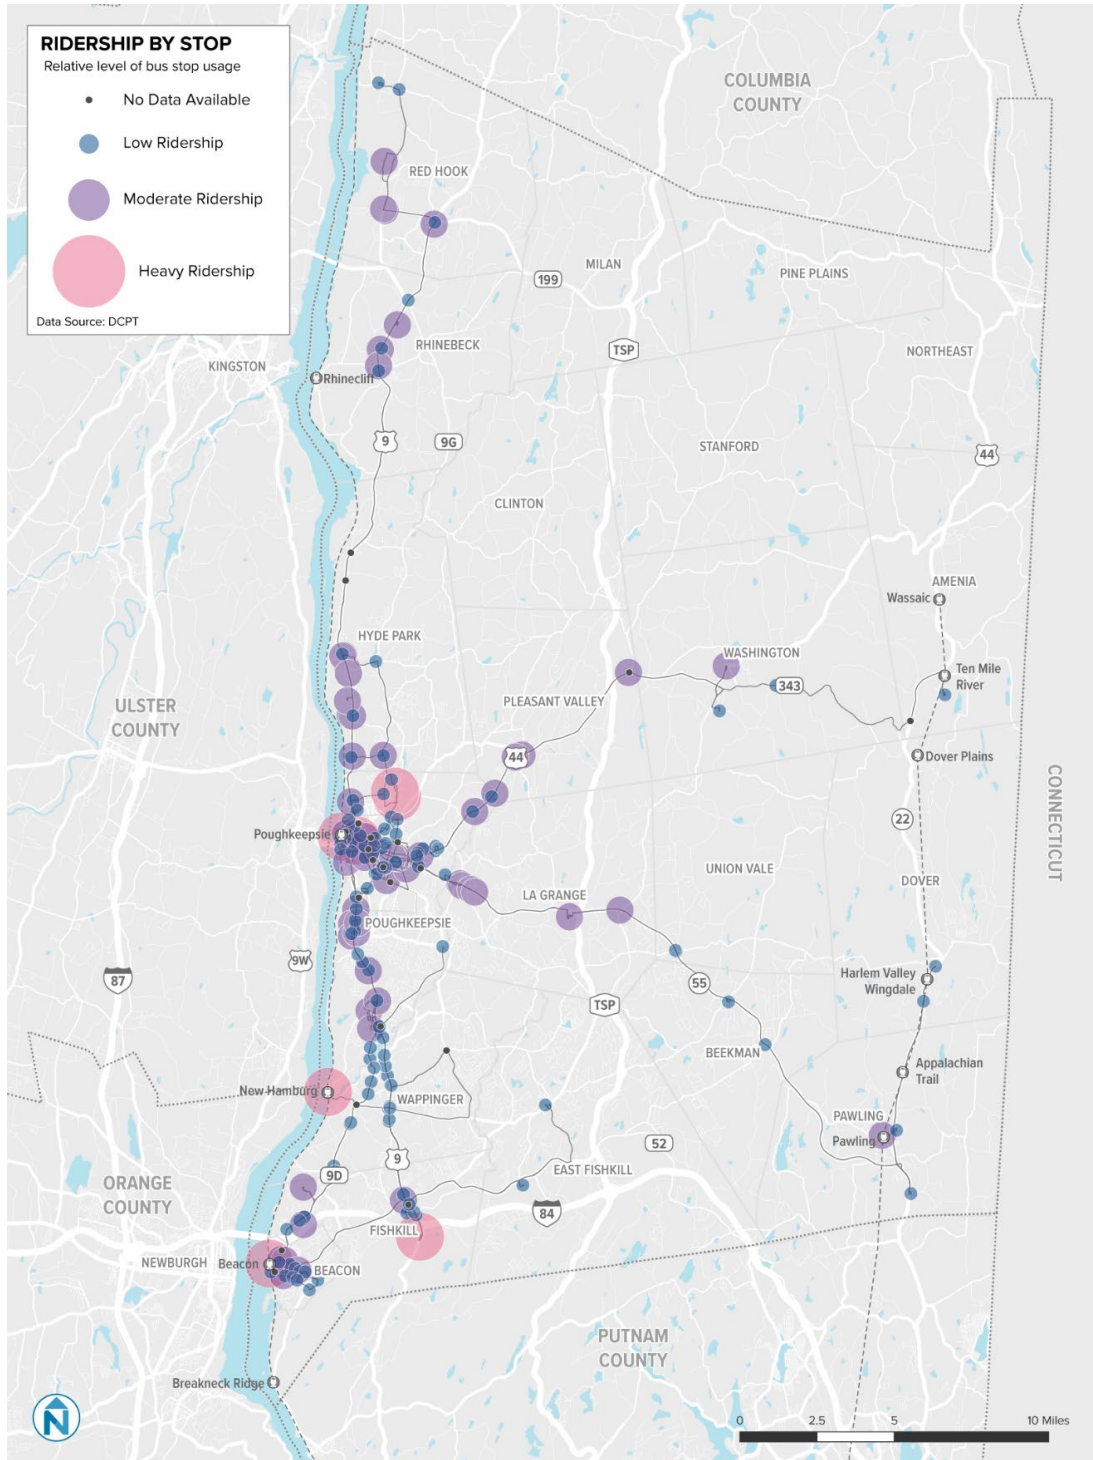 RIDERSHIP BY STOP
Relative level of bus stop usage
No Data Available
Low Ridership
Moderate Ridership
Heavy Ridership
Data Source: DCPT
COLUMBIA
COUNTY
RED HOOK
MILAN
199
PINE PLAINS
RHINEBECK
TSP
NORTHEAST
KINGSTON
Rhinecliff
9
9G
STANFORD
44
CLINTON
AMENIA
Wassaic
HYDE PARK
WASHINGTON
Ten Mile
River
343
PLEASANT VALLEY
ULSTER
COUNTY
44
Dover Plains
CONNECTICUT
22
Poughkeepsie
UNION VALE
DOVER
LA GRANGE
POUGHKEEPSIE
9W
87
Harlem Valley
Wingdale
55
TSP
BEEKMAN
Appalachian
Trail
New Hamburg
WAPPINGER
PAWLING
Pawling
52
9
9D
EAST FISHKILL
ORANGE
COUNTY
84
FISHKILL
NEWBURGH
Beacon
BEACON
PUTNAM
COUNTY
Breakneck Ridge
N
0 2.5 5 10 Miles